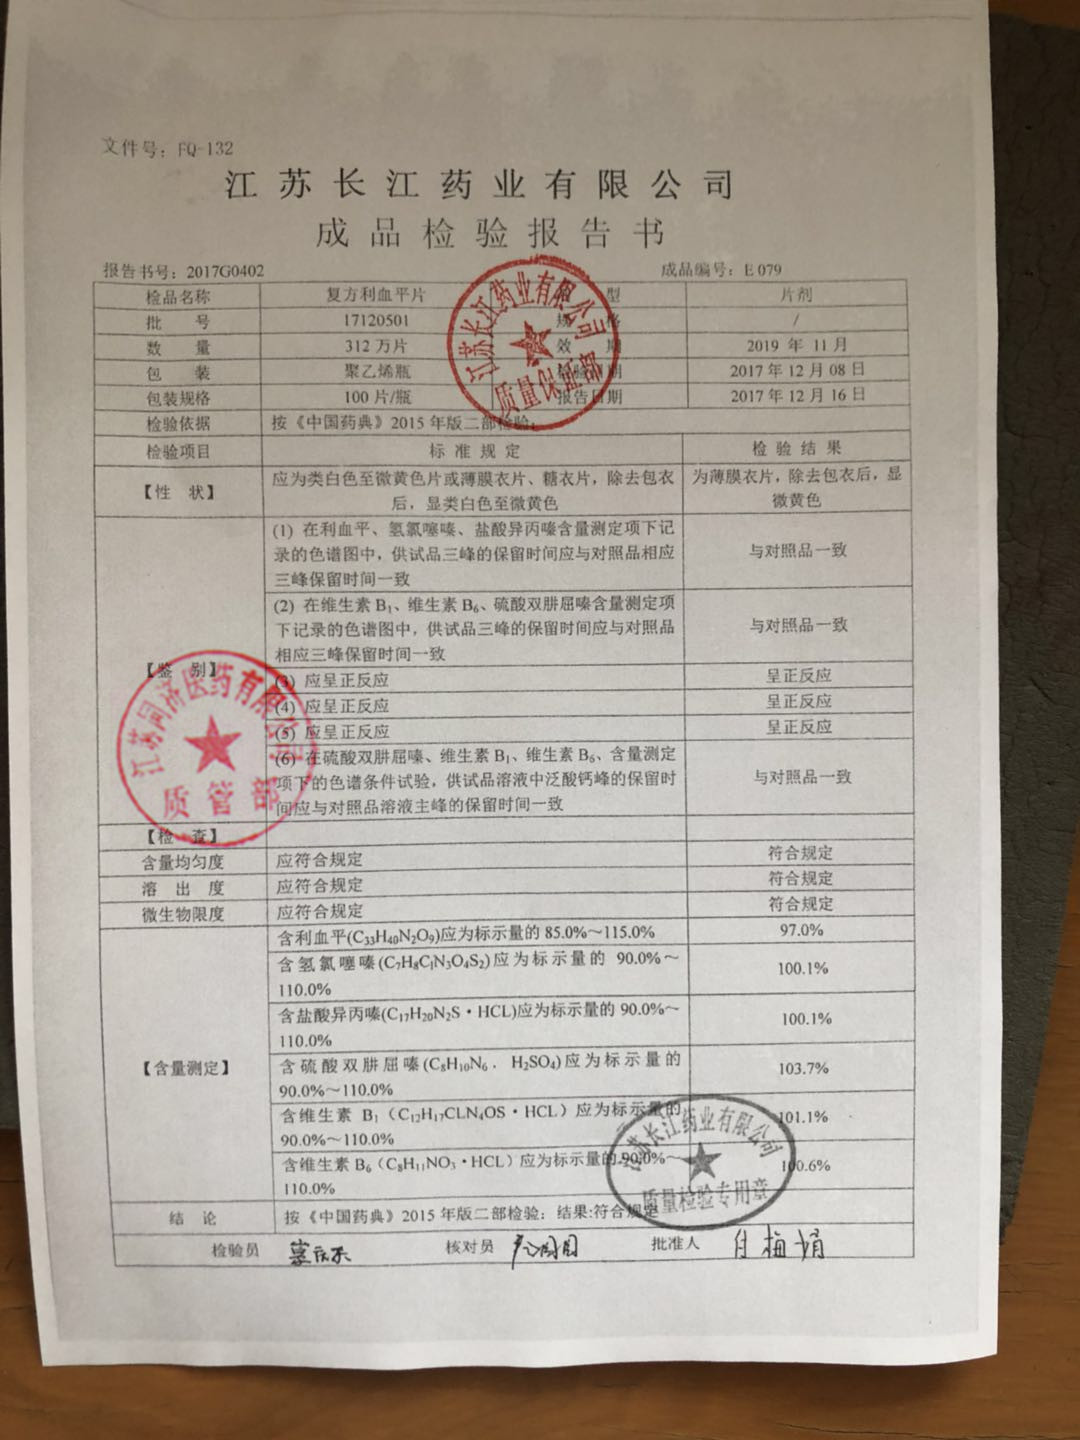 文件号：FQ-132
江苏长江药业有限公司
成品检验报告书
报告书号：2017G0402 成品编号：E 079
检品名称 复方利血平片 型 片剂
批 号 17120501 规 格 /
数 量 312 万片 效 期 2019 年 11 月
包 装 聚乙烯瓶 检验日期 2017 年 12 月 08 日
包装规格 100 片/瓶 报告日期 2017 年 12 月 16 日
检验依据 按《中国药典》2015 年版二部检验：
检验项目 标 准 规 定 检 验 结 果
【性 状】 应为类白色至微黄色片或薄膜衣片、糖衣片，除去包衣 为薄膜衣片，除去包衣后，显
后，显类白色至微黄色 微黄色
【鉴 别】
(1) 在利血平、氢氯噻嗪、盐酸异丙嗪含量测定项下记
录的色谱图中，供试品三峰的保留时间应与对照品相应 与对照品一致
三峰保留时间一致
(2) 在维生素 B1、维生素 B6、硫酸双肼屈嗪含量测定项
下记录的色谱图中，供试品三峰的保留时间应与对照品 与对照品一致
相应三峰保留时间一致
(3) 应呈正反应 呈正反应
(4) 应呈正反应 呈正反应
(5) 应呈正反应 呈正反应
(6) 在硫酸双肼屈嗪、维生素 B1、维生素 B6、含量测定
项下的色谱条件试验，供试品溶液中泛酸钙峰的保留时 与对照品一致
间应与对照品溶液主峰的保留时间一致
【检 查】
含量均匀度 应符合规定 符合规定
溶 出 度 应符合规定 符合规定
微生物限度 应符合规定 符合规定
【含量测定】
含利血平(C33H40N2O9)应为标示量的 85.0%～115.0% 97.0%
含氢氯噻嗪(C7H8ClN3O4S2)应为标示量的 90.0%～
110.0% 100.1%
含盐酸异丙嗪(C17H20N2S·HCL)应为标示量的 90.0%～
110.0% 100.1%
含硫酸双肼屈嗪(C8H10N6．H2SO4)应为标示量的
90.0%～110.0% 103.7%
含维生素 B1（C12H17CLN4OS·HCL）应为标示量的
90.0%～110.0% 101.1%
含维生素 B6（C8H11NO3·HCL）应为标示量的 90.0%～
110.0% 100.6%
结 论 按《中国药典》2015 年版二部检验：结果:符合规定
检验员 核对员 批准人
江苏长江药业有限公司
质量保证部
江苏同济医药有限公司
质管部
江苏长江药业有限公司
质量检验专用章